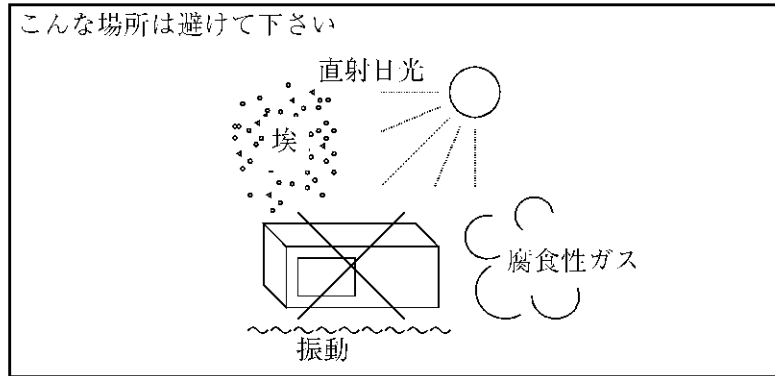 こんな場所は避けて下さい
直射日光
埃
腐食性ガス
振動